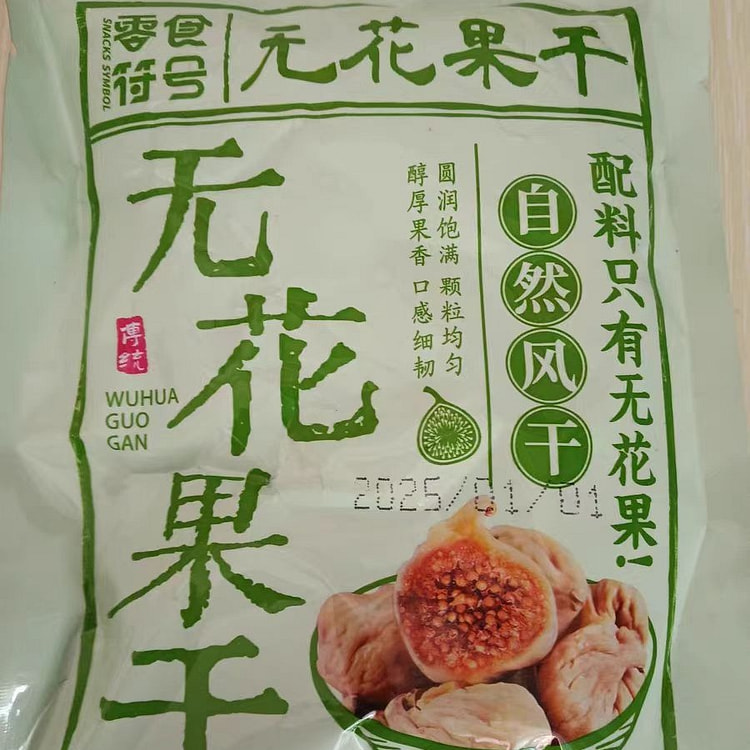 零食
符号
SNACKS SYMBOL
无花果干
无花果干
傳统
WUHUA
GUO
GAN
圆润饱满 颗粒均匀
醇厚果香 口感细韧
自然风干
配料只有无花果!
2025/01/01